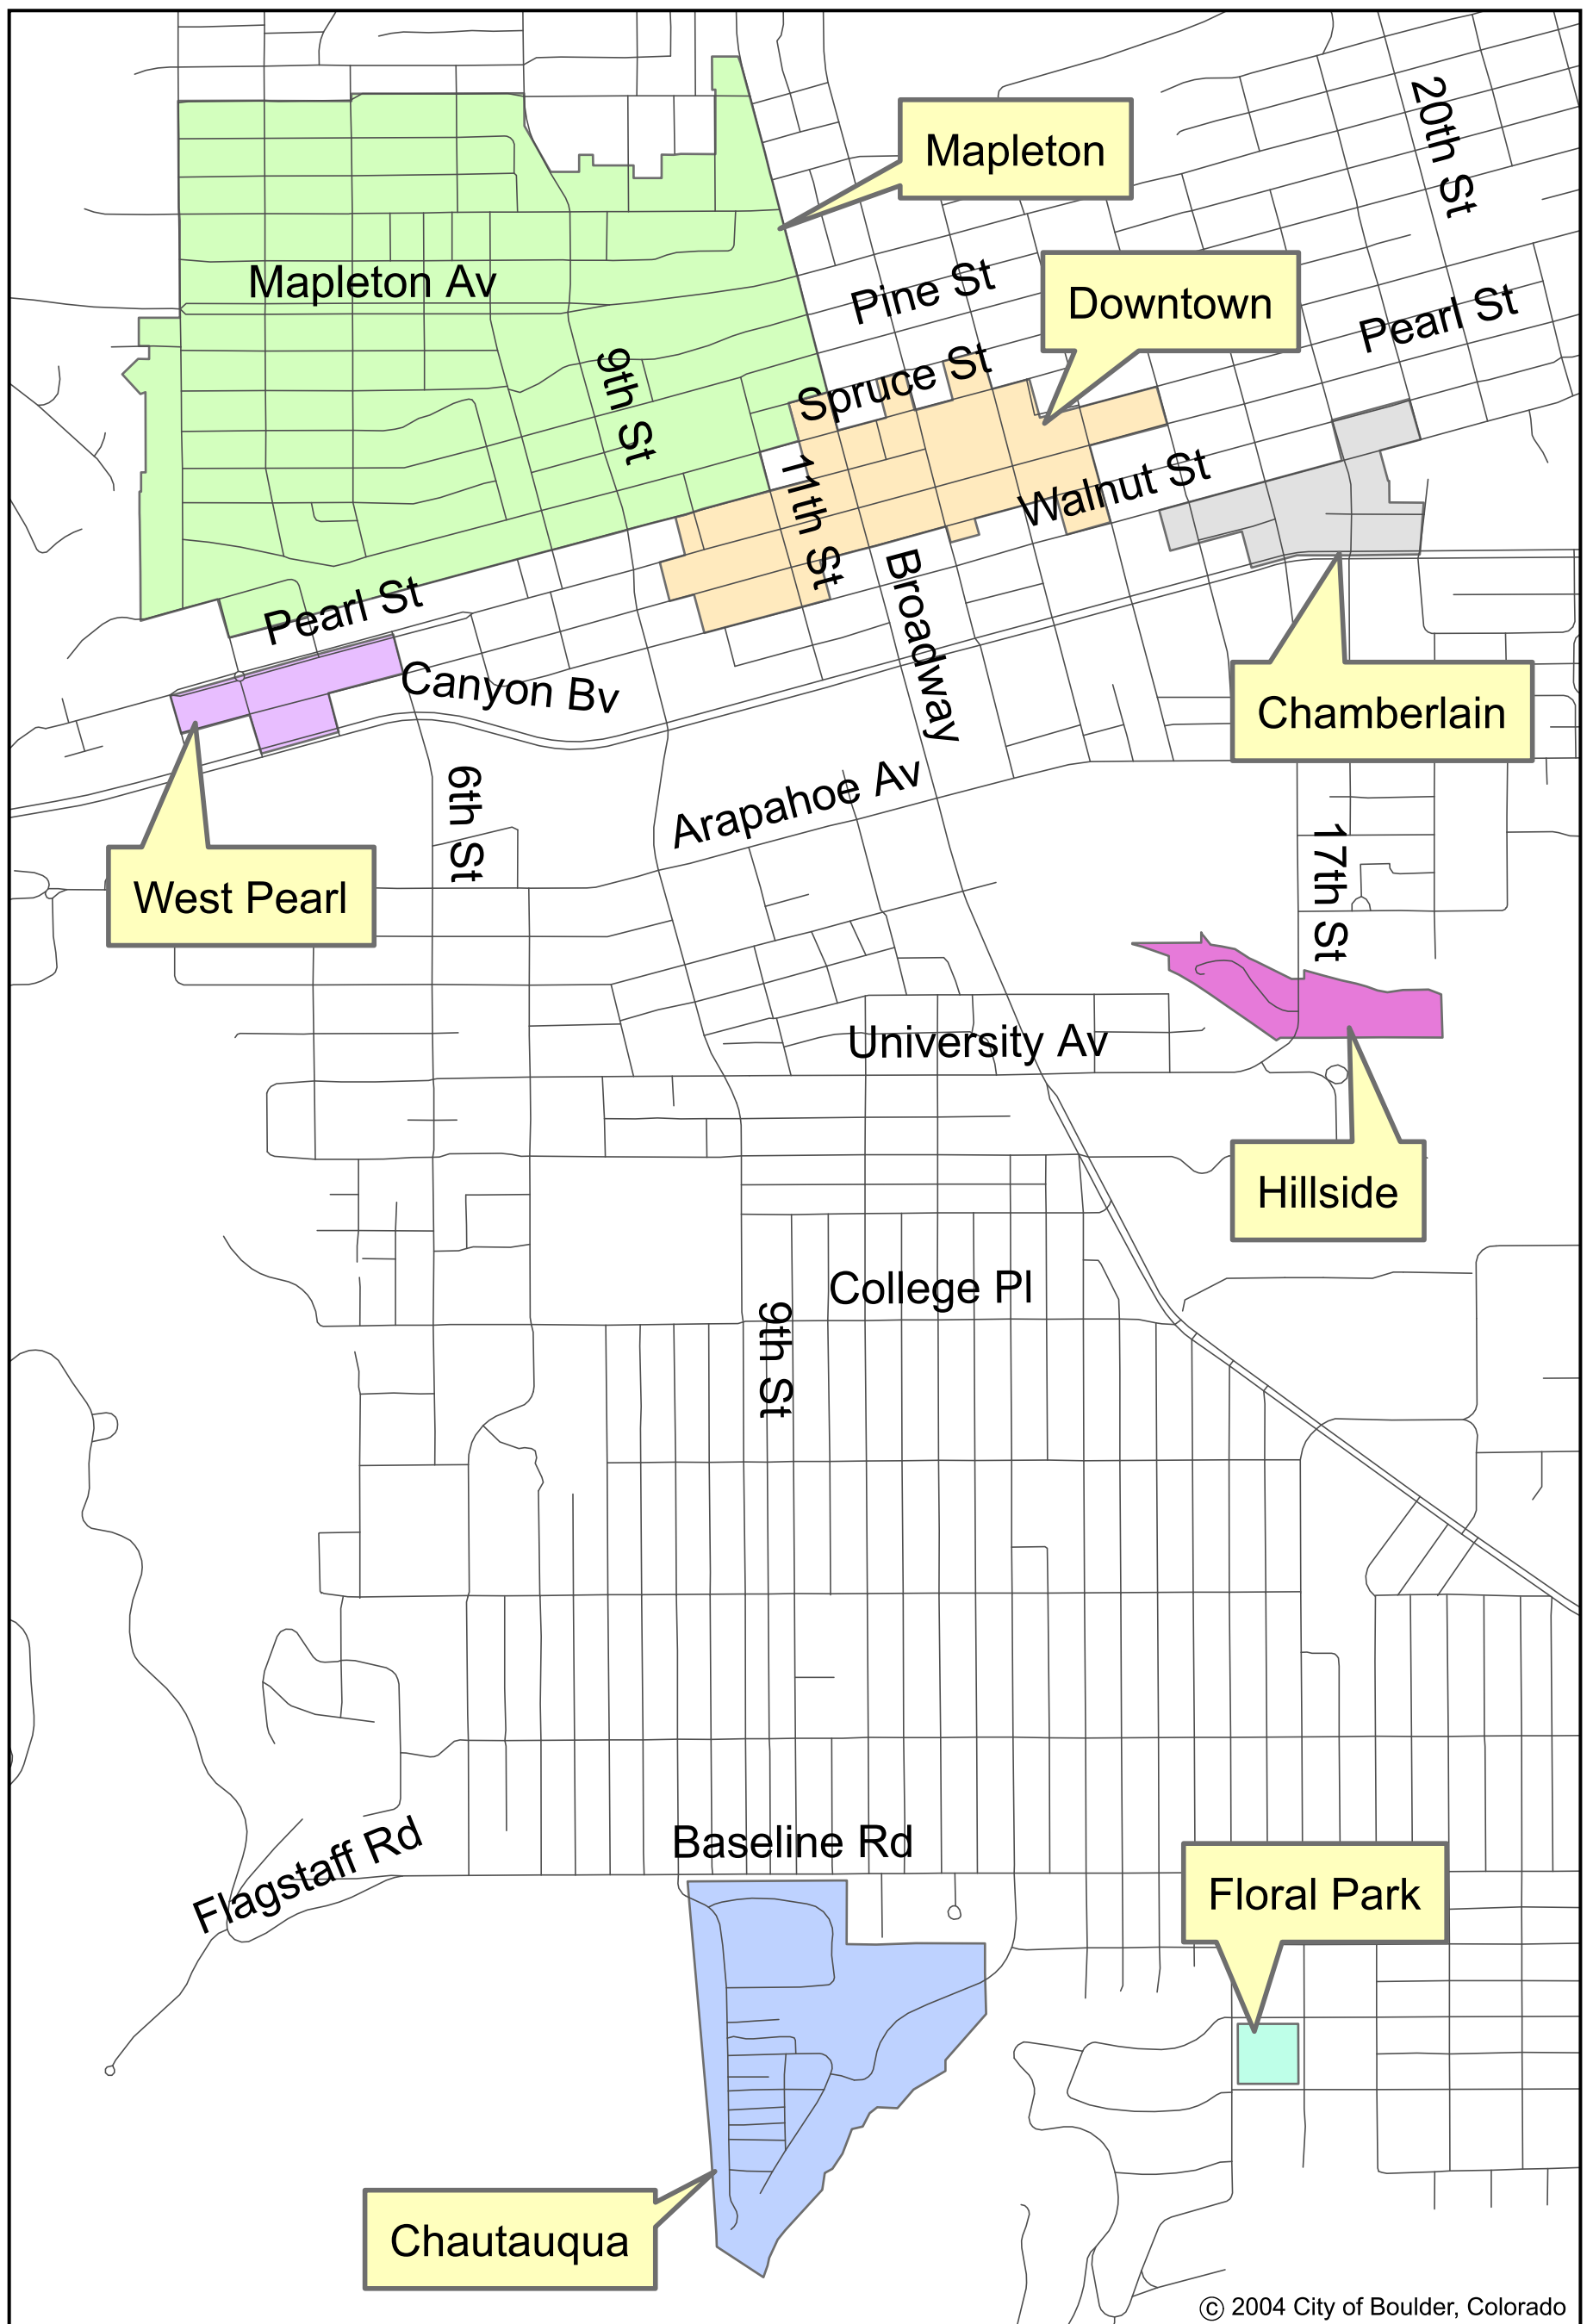 20th St
Mapleton
Mapleton Av
Pine St
Downtown
Pearl St
9th St
Spruce St
11th St
Walnut St
Pearl St
Canyon Bv
Broadway
Chamberlain
6th St
Arapahoe Av
West Pearl
17th St
University Av
Hillside
College Pl
9th St
Baseline Rd
Flagstaff Rd
Floral Park
Chautauqua
© 2004 City of Boulder, Colorado